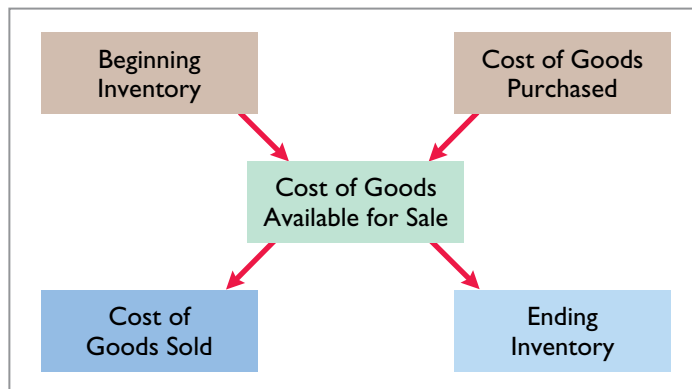 Beginning
Inventory
Cost of Goods
Purchased
Cost of Goods
Available for Sale
Cost of
Goods Sold
Ending
Inventory